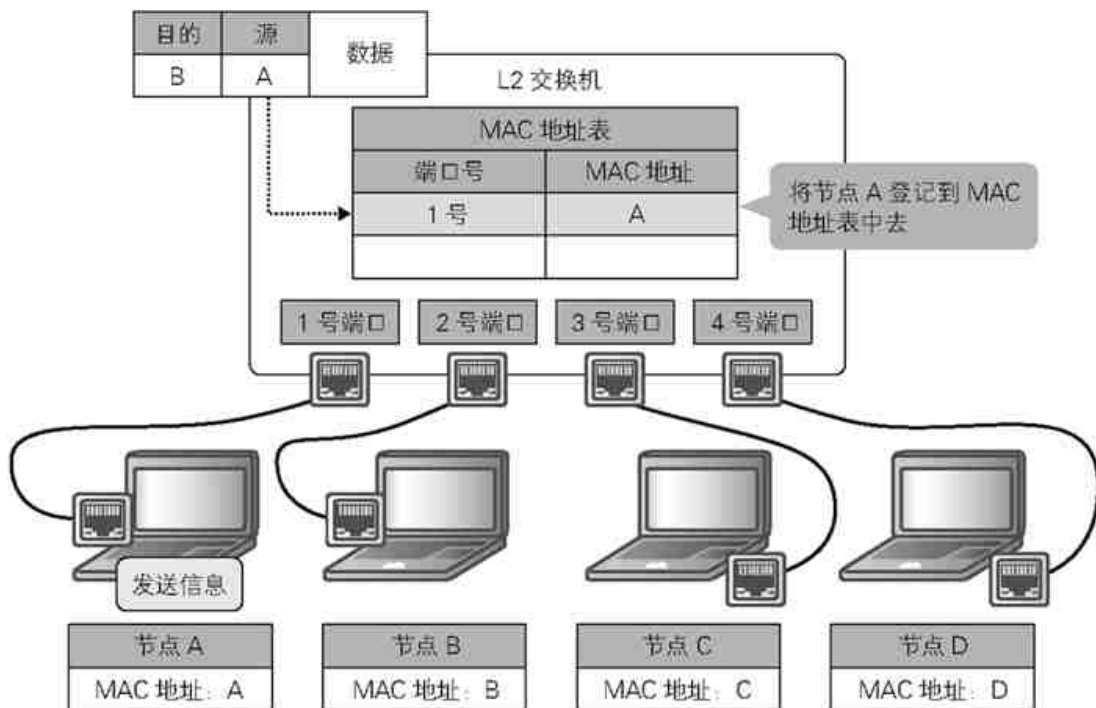 目的 源 数据
B A
L2 交换机
MAC 地址表
端口号 MAC 地址
1 号 A
将节点 A 登记到 MAC
地址表中去
1 号端口 2 号端口 3 号端口 4 号端口
发送信息
节点 A 节点 B 节点 C 节点 D
MAC 地址：A MAC 地址：B MAC 地址：C MAC 地址：D